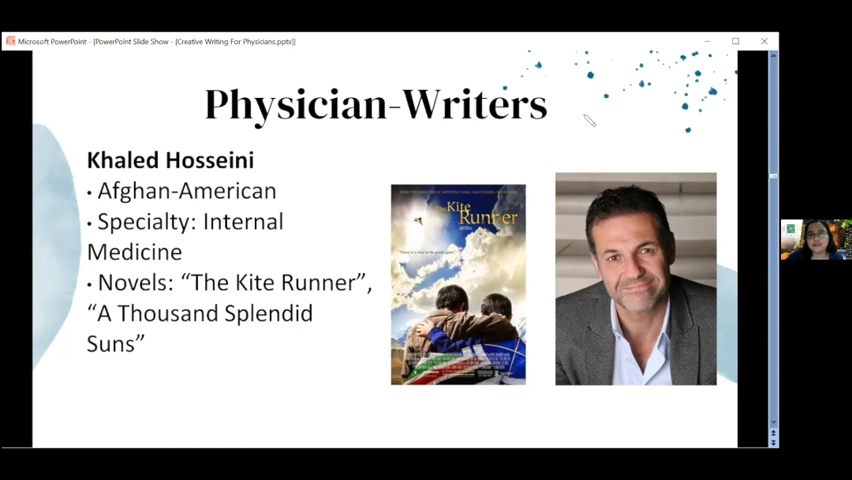 Microsoft PowerPoint - [PowerPoint Slide Show - [Creative Writing For Physicians.pptx]]
Physician-Writers
Khaled Hosseini
• Afghan-American
• Specialty: Internal
Medicine
• Novels: “The Kite Runner”,
“A Thousand Splendid
Suns”
The Kite
Runner